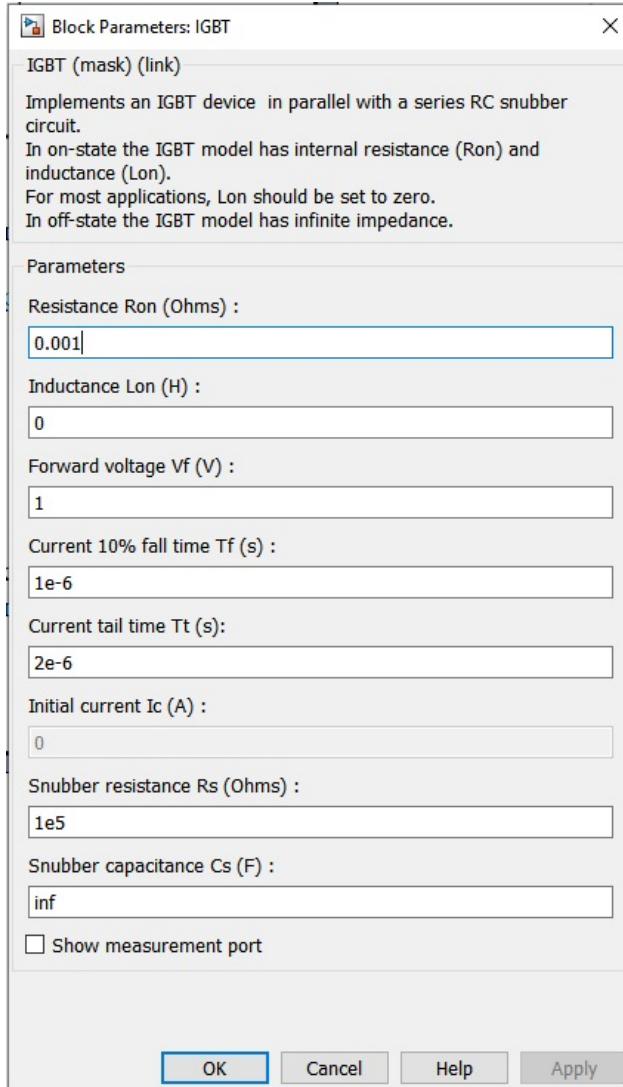 Block Parameters: IGBT
IGBT (mask) (link)
Implements an IGBT device in parallel with a series RC snubber
circuit.
In on-state the IGBT model has internal resistance (Ron) and
inductance (Lon).
For most applications, Lon should be set to zero.
In off-state the IGBT model has infinite impedance.
Parameters
Resistance Ron (Ohms) :
0.001
Inductance Lon (H) :
0
Forward voltage Vf (V) :
1
Current 10% fall time Tf (s) :
1e-6
Current tail time Tt (s):
2e-6
Initial current Ic (A) :
0
Snubber resistance Rs (Ohms) :
1e5
Snubber capacitance Cs (F) :
inf
Show measurement port
OK Cancel Help Apply